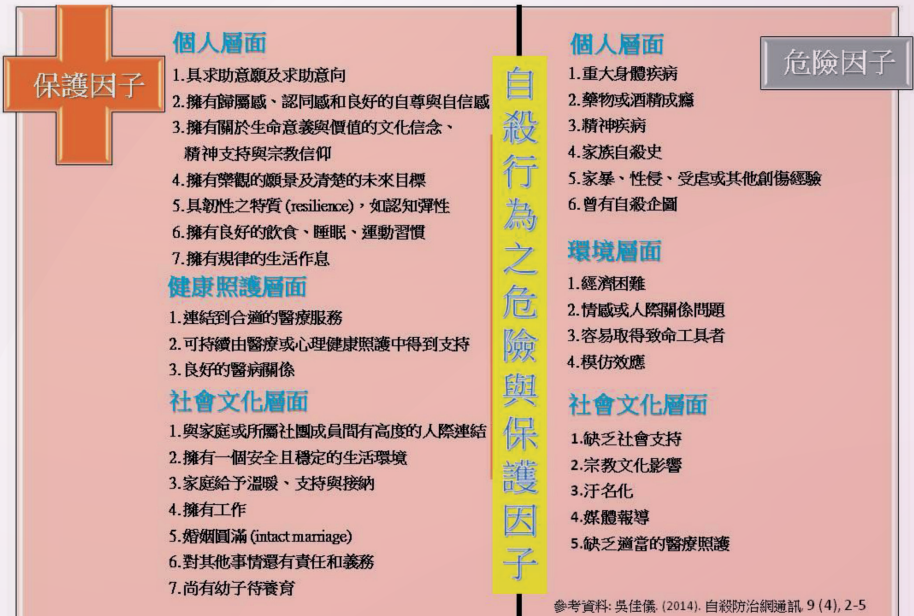 保護因子
個人層面
1.具求助意願及求助意向
2.擁有歸屬感、認同感和良好的自尊與自信感
3.擁有關於生命意義與價值的文化信念、
精神支持與宗教信仰
4.擁有樂觀的願景及清楚的未來目標
5.具韌性之特質 (resilience)，如認知彈性
6.擁有良好的飲食、睡眠、運動習慣
7.擁有規律的生活作息
健康照護層面
1.連結到合適的醫療服務
2.可持續由醫療或心理健康照護中得到支持
3.良好的醫病關係
社會文化層面
1.與家庭或所屬社團成員間有高度的人際連結
2.擁有一個安全且穩定的生活環境
3.家庭給予溫暖、支持與接納
4.擁有工作
5.婚姻圓滿 (intact marriage)
6.對其他事情還有責任和義務
7.尚有幼子待養育
自殺行為之危險與保護因子
危險因子
個人層面
1.重大身體疾病
2.藥物或酒精成癮
3.精神疾病
4.家族自殺史
5.家暴、性侵、受虐或其他創傷經驗
6.曾有自殺企圖
環境層面
1.經濟困難
2.情感或人際關係問題
3.容易取得致命工具者
4.模仿效應
社會文化層面
1.缺乏社會支持
2.宗教文化影響
3.汙名化
4.媒體報導
5.缺乏適當的醫療照護
參考資料: 吳佳儀. (2014). 自殺防治網通訊, 9 (4), 2-5